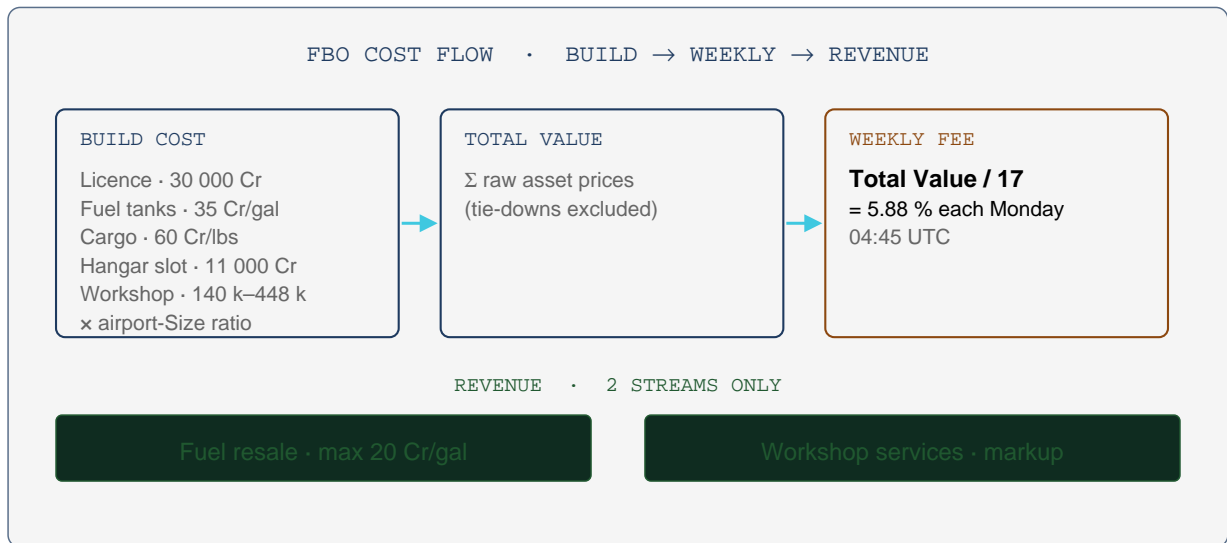 FBO COST FLOW · BUILD → WEEKLY → REVENUE
BUILD COST
Licence · 30 000 Cr
Fuel tanks · 35 Cr/gal
Cargo · 60 Cr/lbs
Hangar slot · 11 000 Cr
Workshop · 140 k–448 k
× airport-Size ratio
TOTAL VALUE
Σ raw asset prices
(tie-downs excluded)
WEEKLY FEE
Total Value / 17
= 5.88 % each Monday
04:45 UTC
REVENUE · 2 STREAMS ONLY
Fuel resale · max 20 Cr/gal
Workshop services · markup